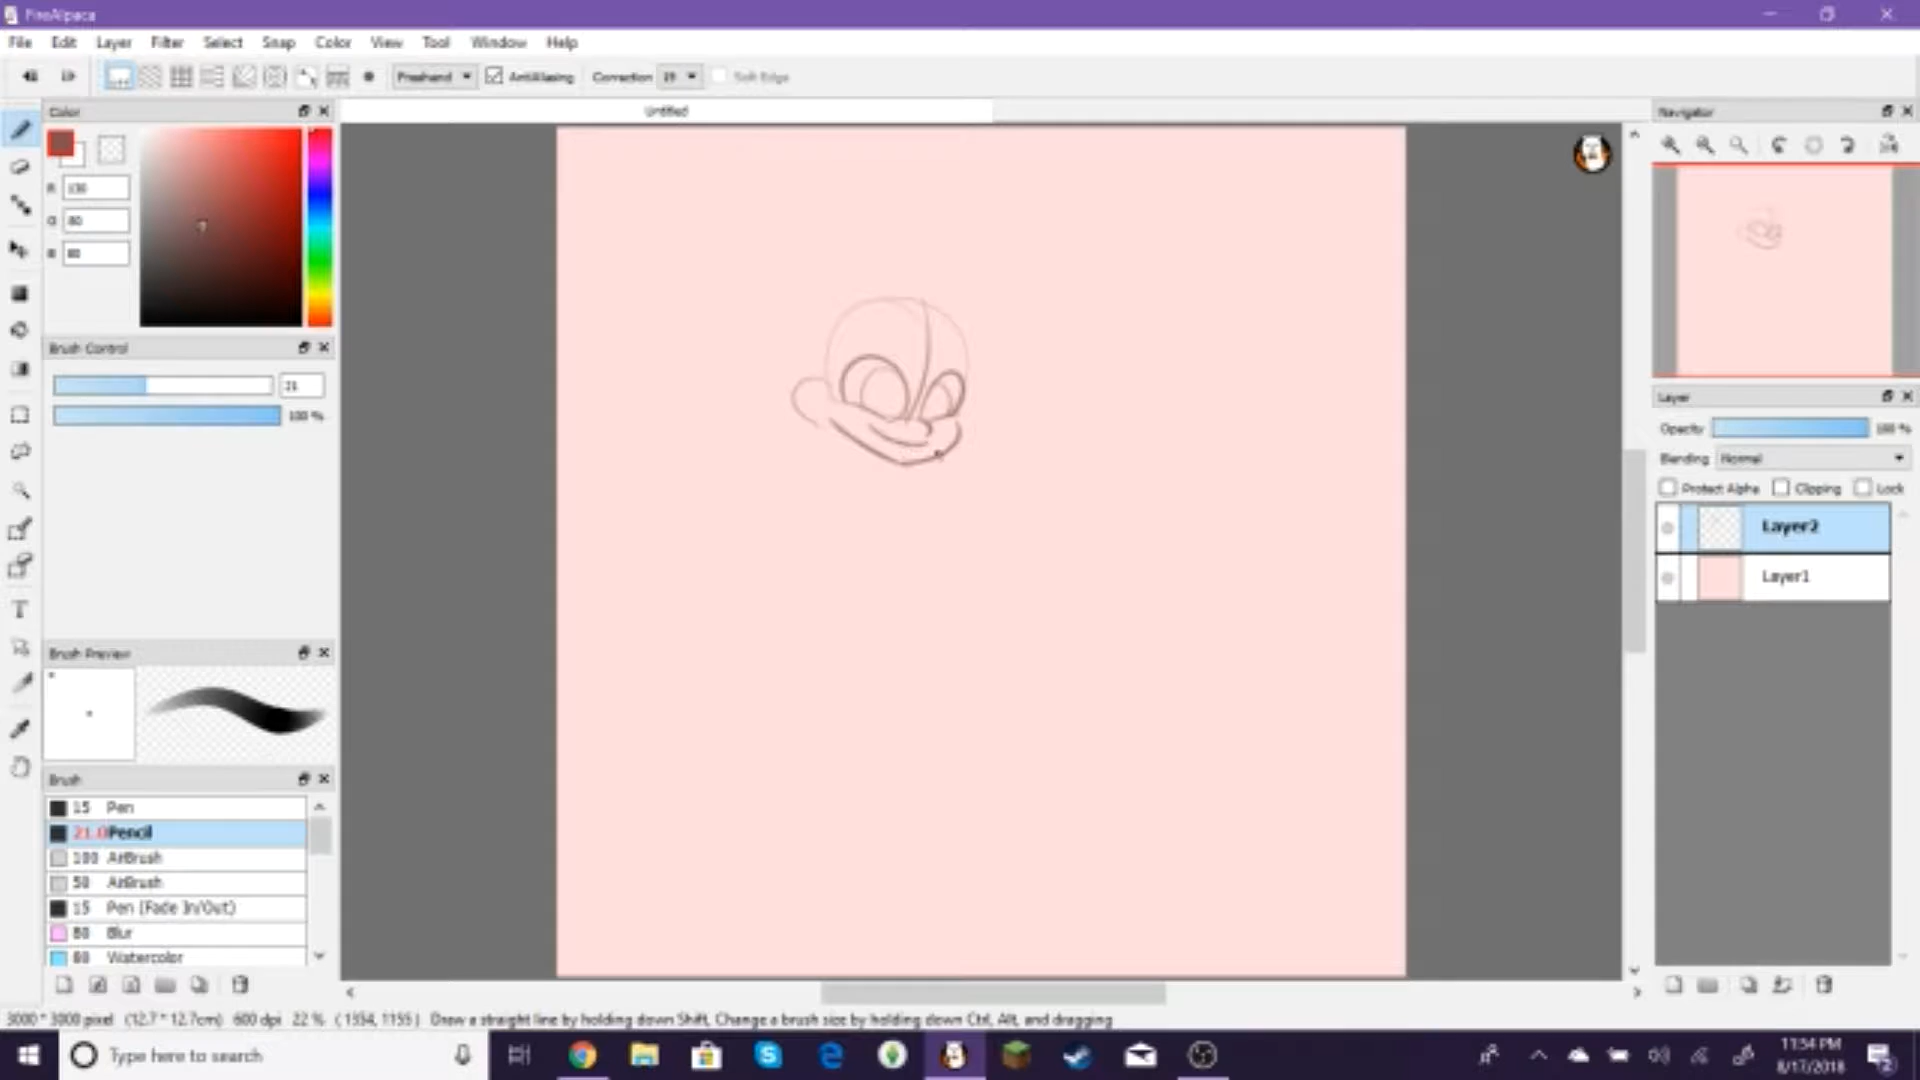 FireAlpaca
File Edit Layer Filter Select Snap Color View Tool Window Help
Freehand AntiAliasing Correction Soft Edge
Color
Untitled
Navigator
R 130
G 80
B 80
Brush Control
21
100 %
Layer
Opacity 100 %
Blending Normal
Protect Alpha Clipping Lock
Layer2
Layer1
Brush Preview
Brush
15 Pen
21.0 Pencil
100 AirBrush
50 AirBrush
15 Pen (Fade In/Out)
80 Blur
80 Watercolor
3000 * 3000 pixel (12.7 * 12.7cm) 600 dpi 22 % ( 1354, 1155 ) Draw a straight line by holding down Shift, Change a brush size by holding down Ctrl, Alt, and dragging
Type here to search
11:54 PM
8/17/2018